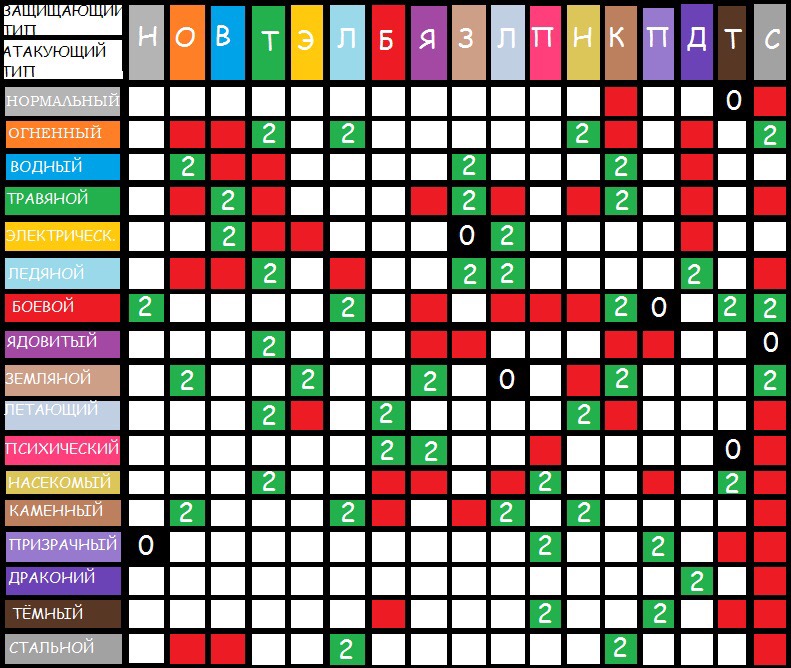 ЗАЩИЩАЮЩИЙ
ТИП
АТАКУЮЩИЙ
ТИП
Н О В Т Э Л Б Я З Л П Н К П Д Т С
НОРМАЛЬНЫЙ 0
ОГНЕННЫЙ 2 2 2 2
ВОДНЫЙ 2 2 2
ТРАВЯНОЙ 2 2 2
ЭЛЕКТРИЧЕСК. 2 0 2
ЛЕДЯНОЙ 2 2 2 2
БОЕВОЙ 2 2 2 0 2 2
ЯДОВИТЫЙ 2 0
ЗЕМЛЯНОЙ 2 2 2 0 2 2
ЛЕТАЮЩИЙ 2 2 2
ПСИХИЧЕСКИЙ 2 2 0
НАСЕКОМЫЙ 2 2 2
КАМЕННЫЙ 2 2 2 2
ПРИЗРАЧНЫЙ 0 2 2
ДРАКОНИЙ 2
ТЁМНЫЙ 2 2
СТАЛЬНОЙ 2 2